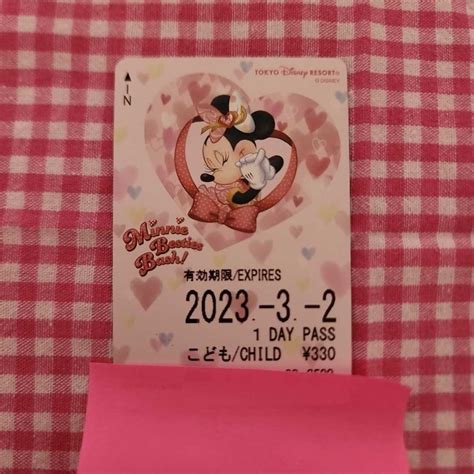 TOKYO Disney RESORT®
©DISNEY
IN
Minnie
Besties
Bash!
有効期限/EXPIRES
2023.-3.-2
1 DAY PASS
こども/CHILD ¥330